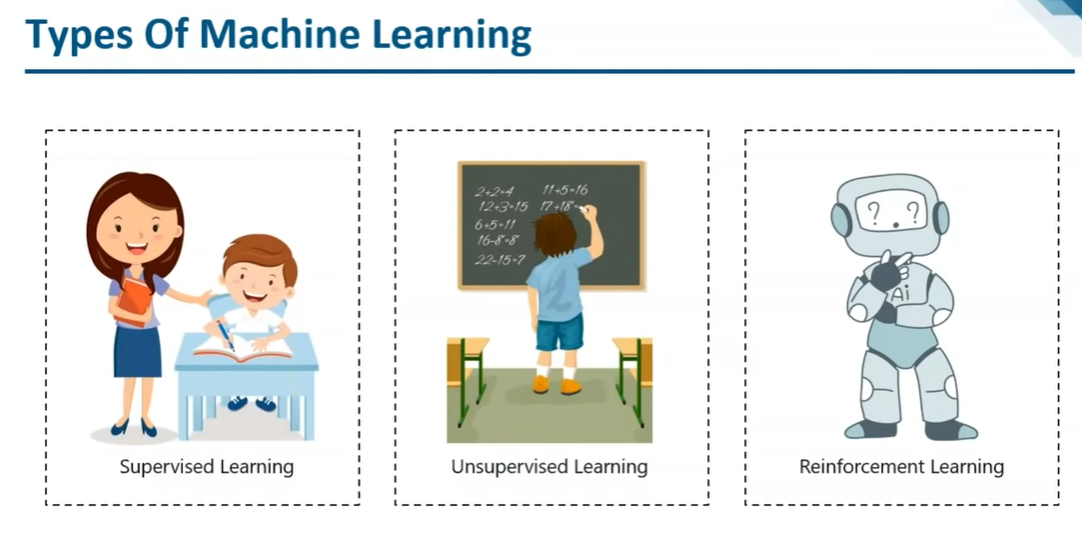 Types Of Machine Learning
2+2=4 11+5=16
12+3=15 17+18=
6+5=11
16-8=8
22-15=7
? ?
Ai
Supervised Learning
Unsupervised Learning
Reinforcement Learning